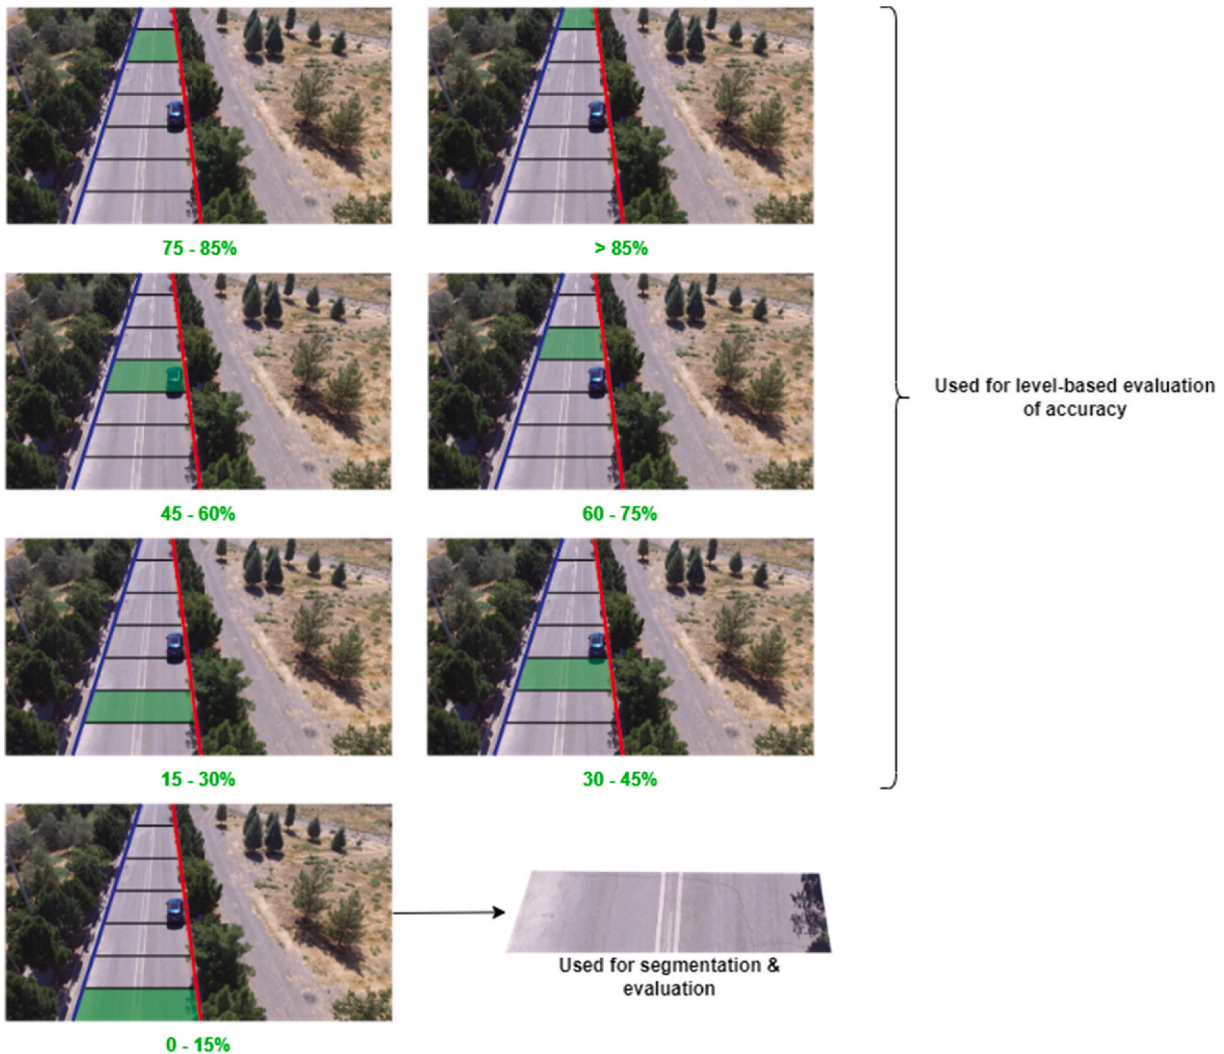 75 - 85%
> 85%
45 - 60%
60 - 75%
Used for level-based evaluation
of accuracy
15 - 30%
30 - 45%
Used for segmentation &
evaluation
0 - 15%